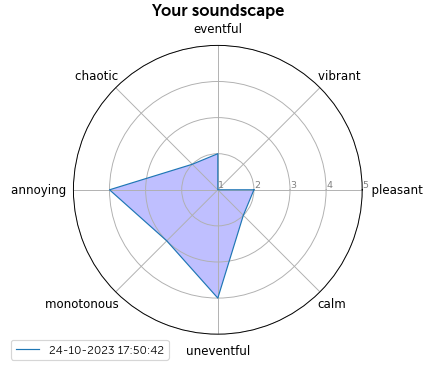 Your soundscape
eventful
chaotic
vibrant
annoying
1 2 3 4 5
pleasant
monotonous
calm
uneventful
24-10-2023 17:50:42